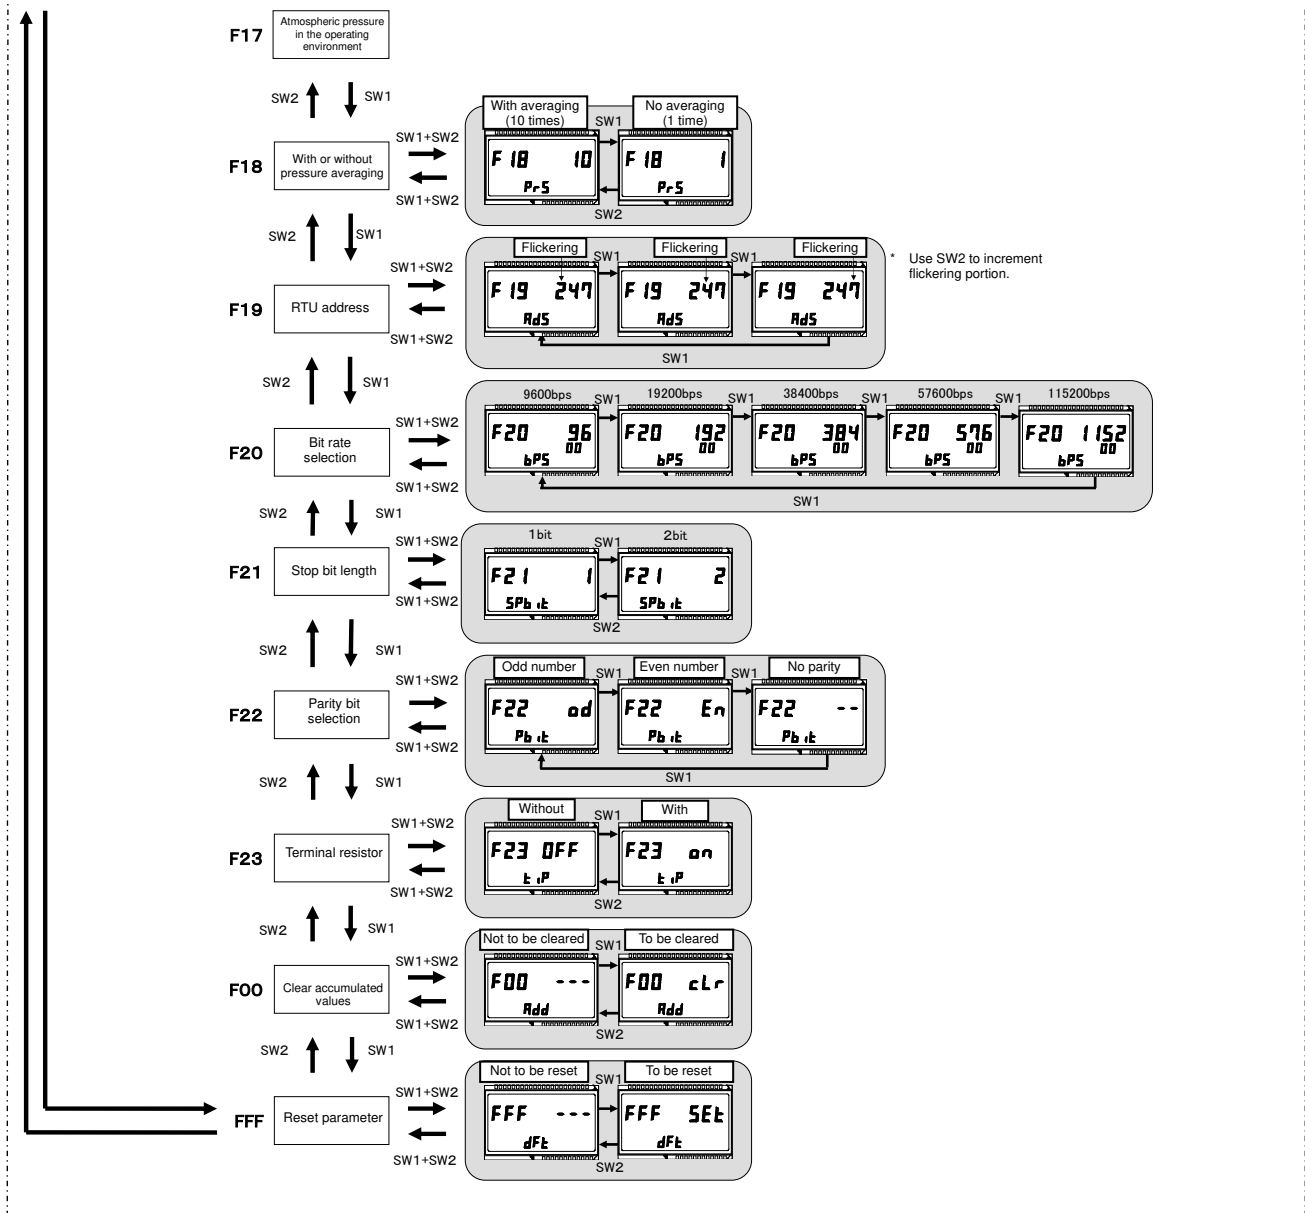 F17
Atmospheric pressure
in the operating
environment
SW2
SW1
F18
With or without
pressure averaging
SW1+SW2
SW1+SW2
With averaging
(10 times)
SW1
No averaging
(1 time)
F18 10
PrS
F18 1
PrS
SW2
SW2
SW1
F19
RTU address
SW1+SW2
SW1+SW2
Flickering
SW1
Flickering
SW1
Flickering
F19 247
AdS
F19 247
AdS
F19 247
AdS
SW1
* Use SW2 to increment
flickering portion.
SW2
SW1
F20
Bit rate
selection
SW1+SW2
SW1+SW2
9600bps
SW1
19200bps
SW1
38400bps
SW1
57600bps
SW1
115200bps
F20 96
00
bPS
F20 192
00
bPS
F20 384
00
bPS
F20 576
00
bPS
F20 1152
00
bPS
SW1
SW2
SW1
F21
Stop bit length
SW1+SW2
SW1+SW2
1bit
SW1
2bit
F21 1
SPbit
F21 2
SPbit
SW2
SW2
SW1
F22
Parity bit
selection
SW1+SW2
SW1+SW2
Odd number
SW1
Even number
SW1
No parity
F22 od
Pbit
F22 En
Pbit
F22 --
Pbit
SW1
SW2
SW1
F23
Terminal resistor
SW1+SW2
SW1+SW2
Without
SW1
With
F23 OFF
tiP
F23 on
tiP
SW2
SW2
SW1
F00
Clear accumulated
values
SW1+SW2
SW1+SW2
Not to be cleared
SW1
To be cleared
F00 ---
Add
F00 cLr
Add
SW2
SW2
SW1
FFF
Reset parameter
SW1+SW2
SW1+SW2
Not to be reset
SW1
To be reset
FFF ---
dFt
FFF SEt
dFt
SW2